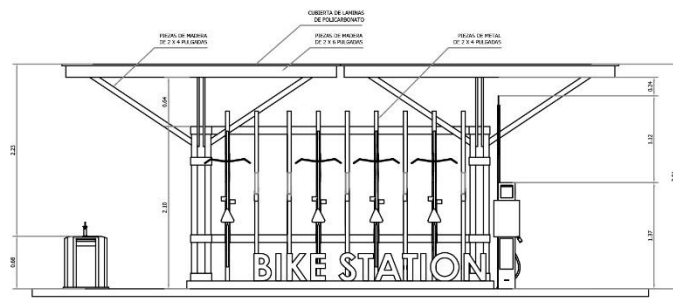 CUBIERTA DE LAMINAS
DE POLICARBONATO
PIEZAS DE MADERA
DE 2 X 4 PULGADAS
PIEZAS DE MADERA
DE 2 X 6 PULGADAS
PIEZAS DE METAL
DE 2 X 4 PULGADAS
0.64
0.24
2.25
1.12
2.10
1.37
0.68
BIKE STATION